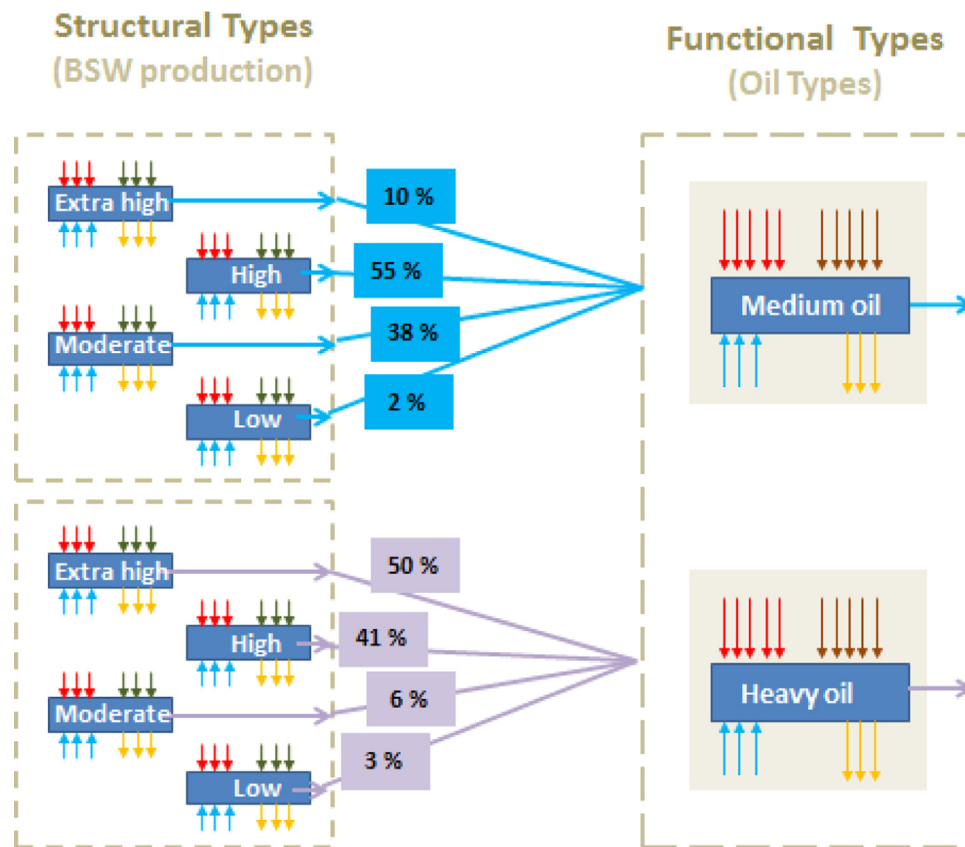 Structural Types
(BSW production)
Functional Types
(Oil Types)
Extra high
10 %
High
55 %
Moderate
38 %
Low
2 %
Medium oil
Extra high
50 %
High
41 %
Moderate
6 %
Low
3 %
Heavy oil